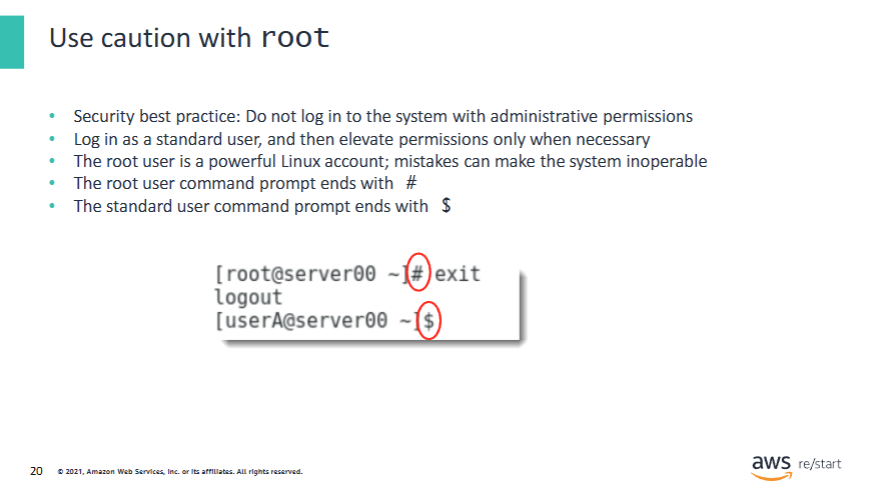 Use caution with root
• Security best practice: Do not log in to the system with administrative permissions
• Log in as a standard user, and then elevate permissions only when necessary
• The root user is a powerful Linux account; mistakes can make the system inoperable
• The root user command prompt ends with #
• The standard user command prompt ends with $
[root@server00 ~]# exit
logout
[userA@server00 ~]$
20 © 2021, Amazon Web Services, Inc. or its affiliates. All rights reserved.
aws re/start